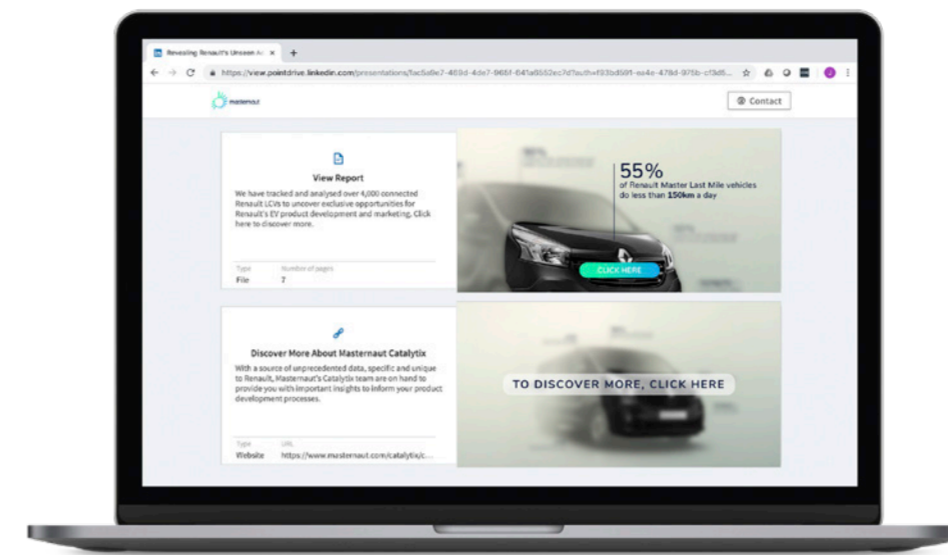 Revealing Renault's Unseen
https://view.pointdrive.linkedin.com/presentations/
masternaut
Contact
View Report
We have tracked and analysed over 4,000 connected
Renault LCVs to uncover exclusive opportunities for
Renault's EV product development and marketing. Click
here to discover more.
Type Number of pages
File 7
55%
of Renault Master Last Mile vehicles
do less than 150km a day
CLICK HERE
Discover More About Masternaut Catalytix
With a source of unprecedented data, specific and unique
to Renault, Masternaut's Catalytix team are on hand to
provide you with important insights to inform your product
development processes.
Type URL
Website https://www.masternaut.com/catalytix/c...
TO DISCOVER MORE, CLICK HERE